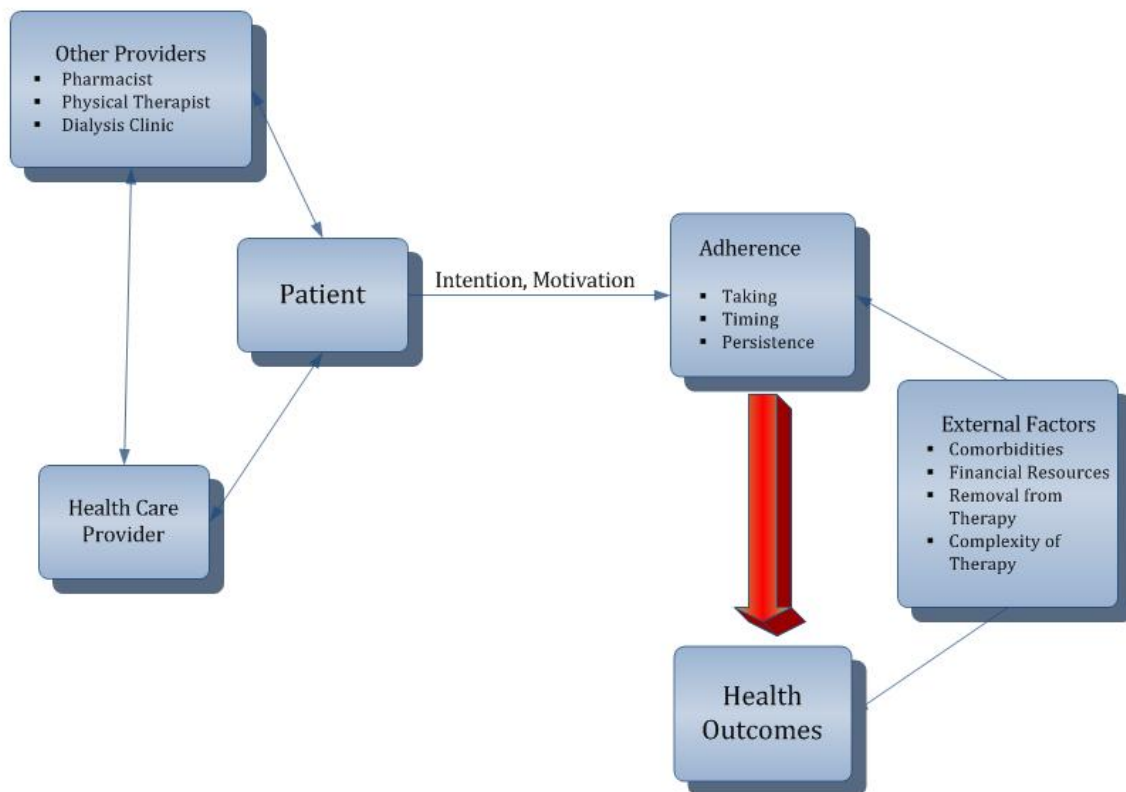 Other Providers
▪ Pharmacist
▪ Physical Therapist
▪ Dialysis Clinic
Patient
Intention, Motivation
Adherence
▪ Taking
▪ Timing
▪ Persistence
External Factors
▪ Comorbidities
▪ Financial Resources
▪ Removal from
Therapy
▪ Complexity of
Therapy
Health Care
Provider
Health
Outcomes